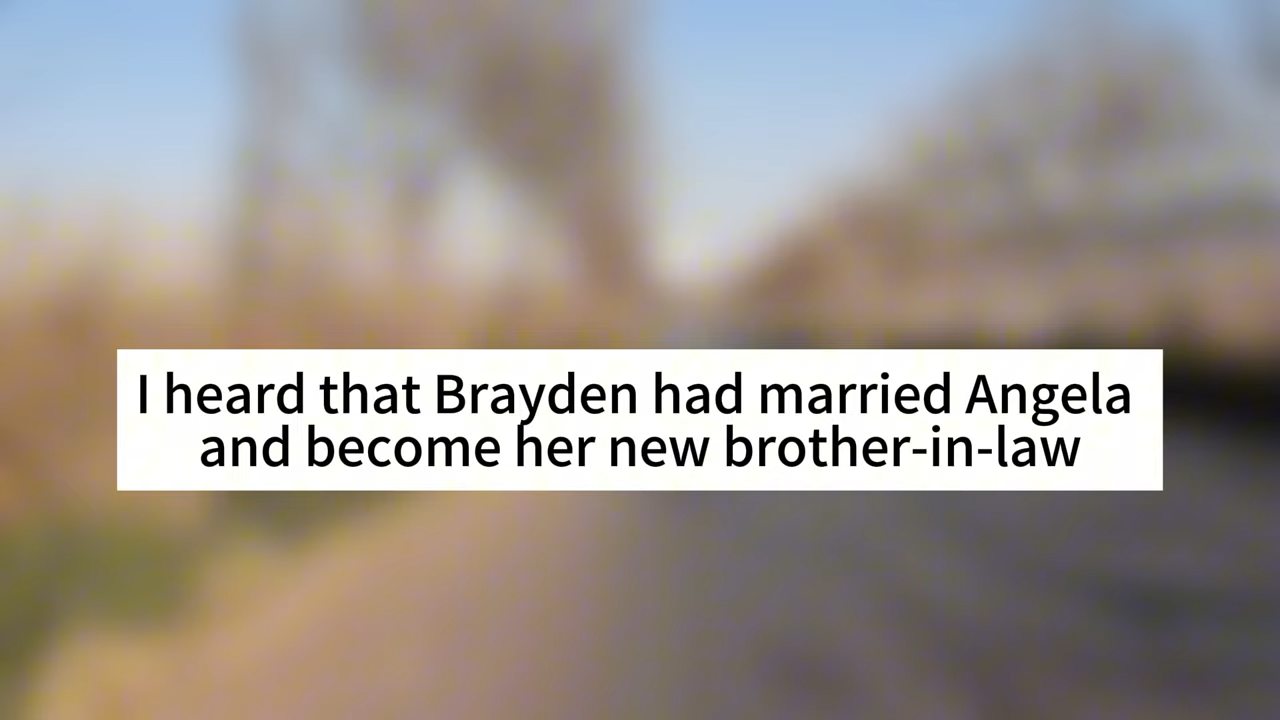 I heard that Brayden had married Angela
and become her new brother-in-law